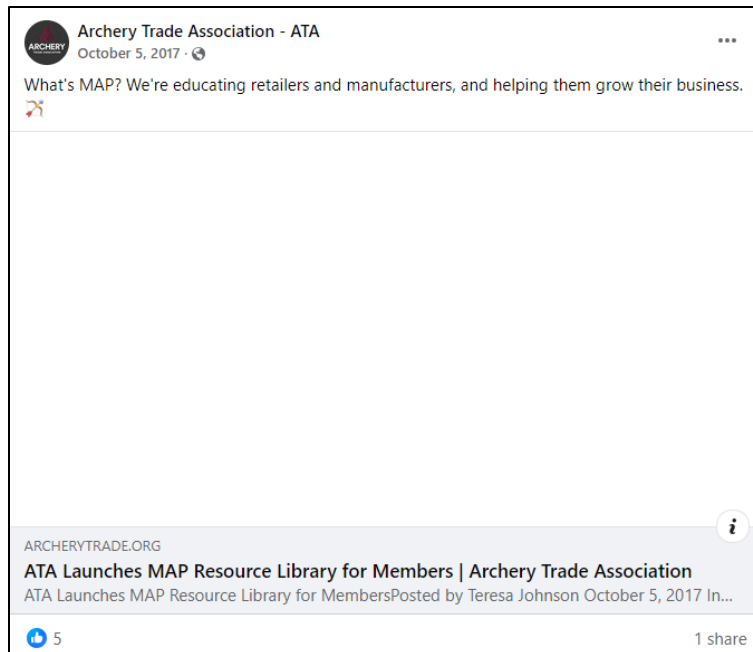 Archery Trade Association - ATA
ARCHERY
October 5, 2017 ·
What's MAP? We're educating retailers and manufacturers, and helping them grow their business.
🏹
i
ARCHERYTRADE.ORG
ATA Launches MAP Resource Library for Members | Archery Trade Association
ATA Launches MAP Resource Library for MembersPosted by Teresa Johnson October 5, 2017 In...
5
1 share